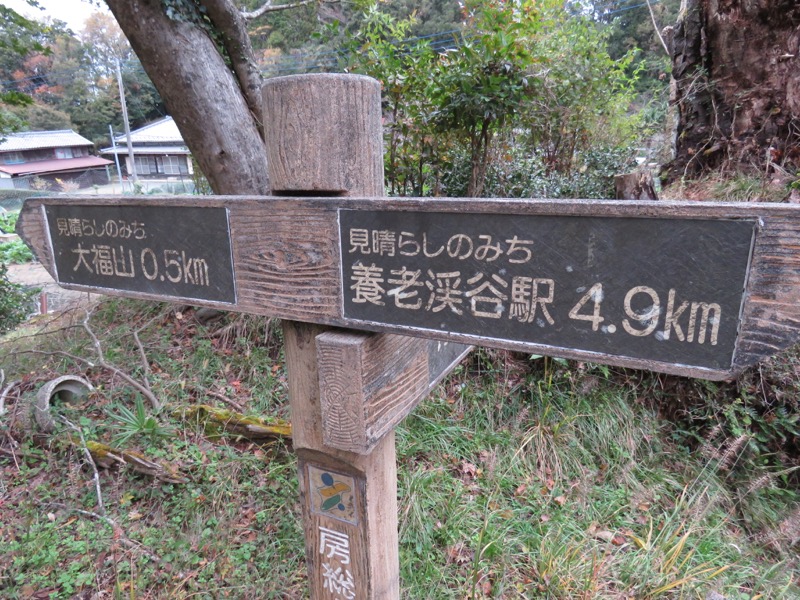 見晴らしのみち
大福山 0.5km
見晴らしのみち
養老渓谷駅 4.9km
房総